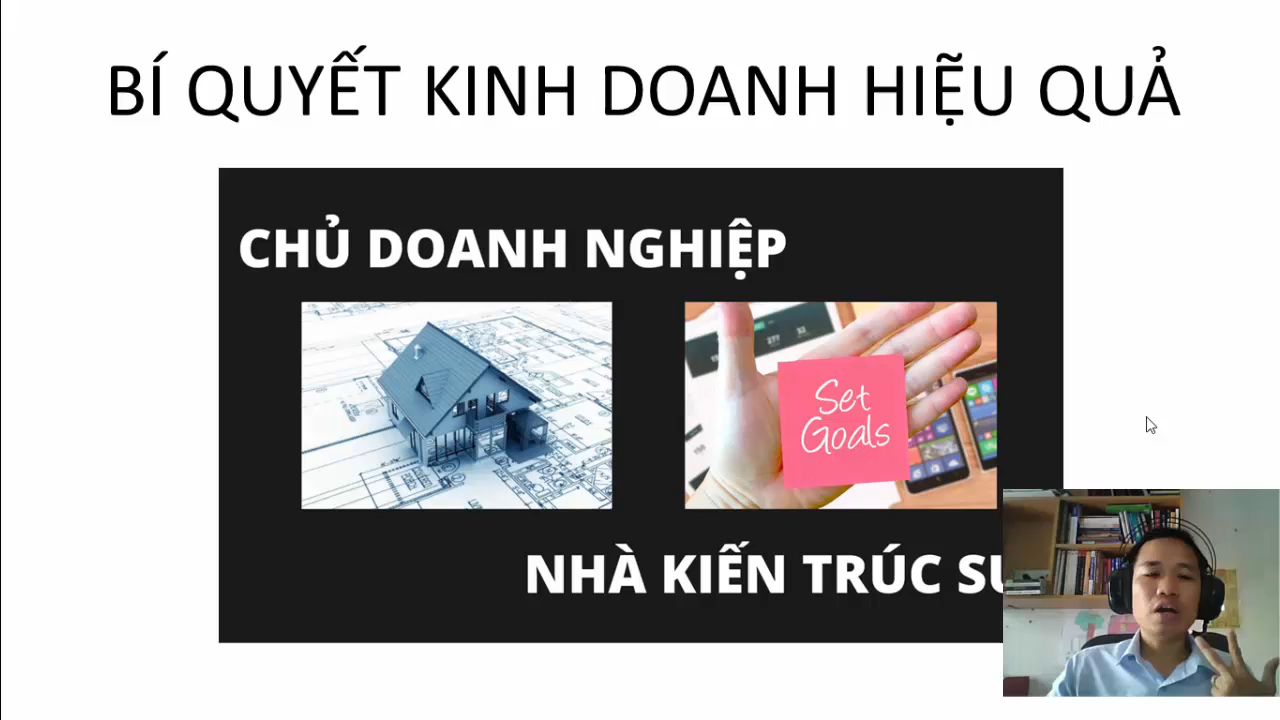 BÍ QUYẾT KINH DOANH HIỆU QUẢ
CHỦ DOANH NGHIỆP
Set
Goals
NHÀ KIẾN TRÚC SƯ